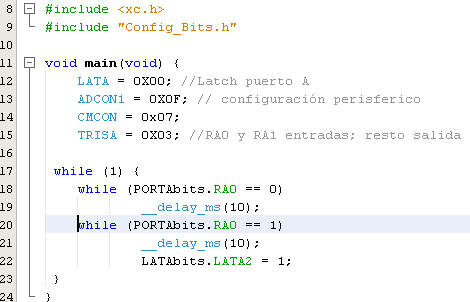 8 #include <xc.h>
9 #include "Config_Bits.h"
10
11 void main(void) {
12 LATA = 0X00; //Latch puerto A
13 ADCON1 = 0X0F; // configuración perisferico
14 CMCON = 0x07;
15 TRISA = 0X03; //RA0 y RA1 entradas; resto salida
16
17 while (1) {
18 while (PORTAbits.RA0 == 0)
19 __delay_ms(10);
20 while (PORTAbits.RA0 == 1)
21 __delay_ms(10);
22 LATAbits.LATA2 = 1;
23 }
24 }